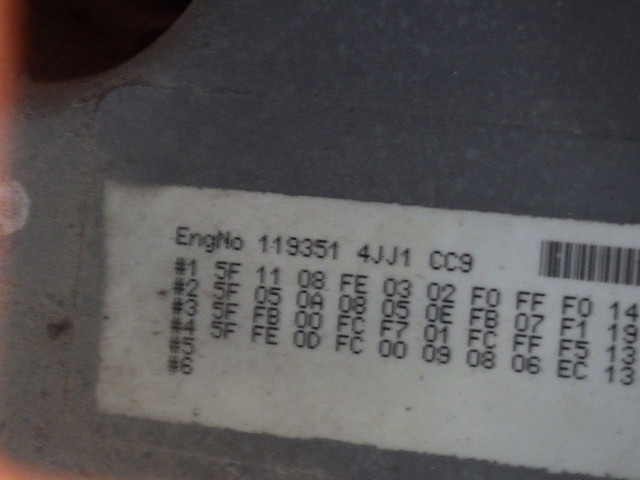 EngNo 119351 4JJ1 CC9
#1 5F 11 08 FE 03 02 F0 FF F0 14
#2 5F 05 0A 08 05 0E FB 07 F1 19
#3 5F FB 00 FC F7 01 FC FF F5 13
#4 5F FE 0D FC 00 09 08 06 EC 13
#5
#6